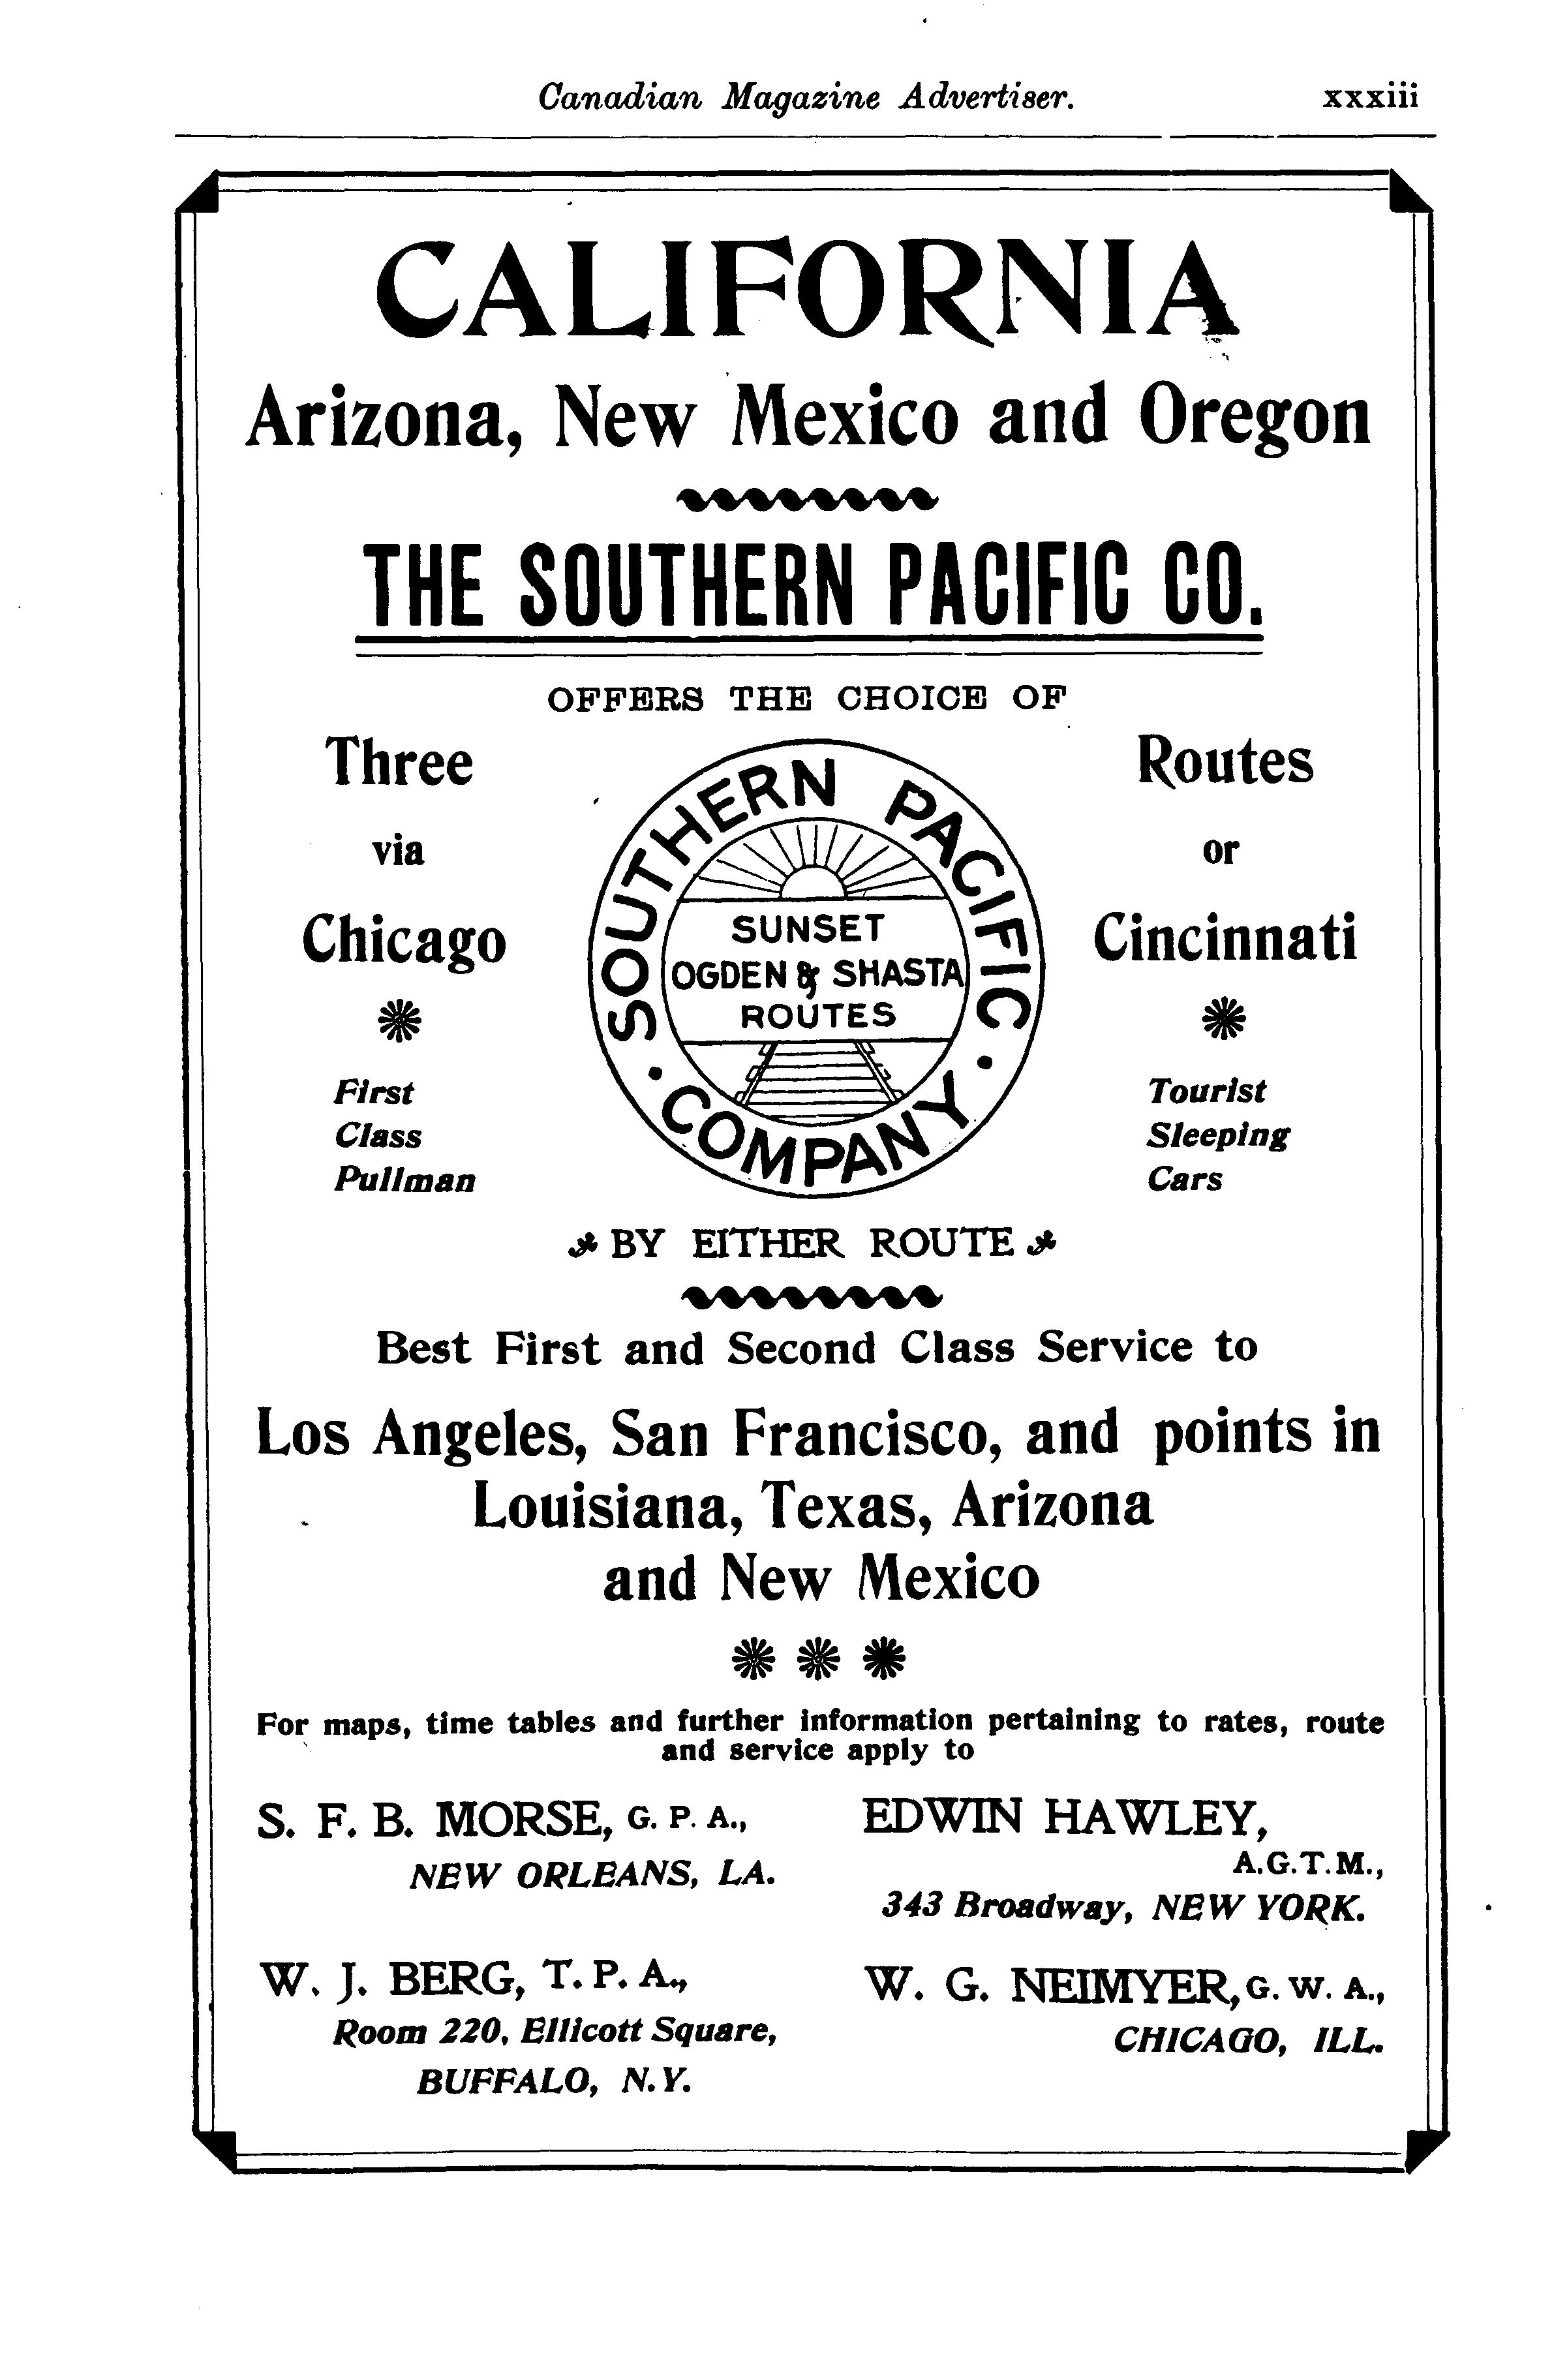 Canadian Magazine Advertiser. xxxiii
CALIFORNIA
Arizona, New Mexico and Oregon
THE SOUTHERN PACIFIC CO.
OFFERS THE CHOICE OF
Three Routes
via or
Chicago Cincinnati
First Tourist
Class Sleeping
Pullman Cars
SOUTHERN PACIFIC
· COMPANY ·
SUNSET
OGDEN & SHASTA
ROUTES
BY EITHER ROUTE
Best First and Second Class Service to
Los Angeles, San Francisco, and points in
Louisiana, Texas, Arizona
and New Mexico
For maps, time tables and further information pertaining to rates, route
and service apply to
S. F. B. MORSE, G. P. A.,
NEW ORLEANS, LA.
EDWIN HAWLEY,
A.G.T.M.,
343 Broadway, NEW YORK.
W. J. BERG, T. P. A.,
Room 220, Ellicott Square,
BUFFALO, N.Y.
W. G. NEIMYER, G. W. A.,
CHICAGO, ILL.